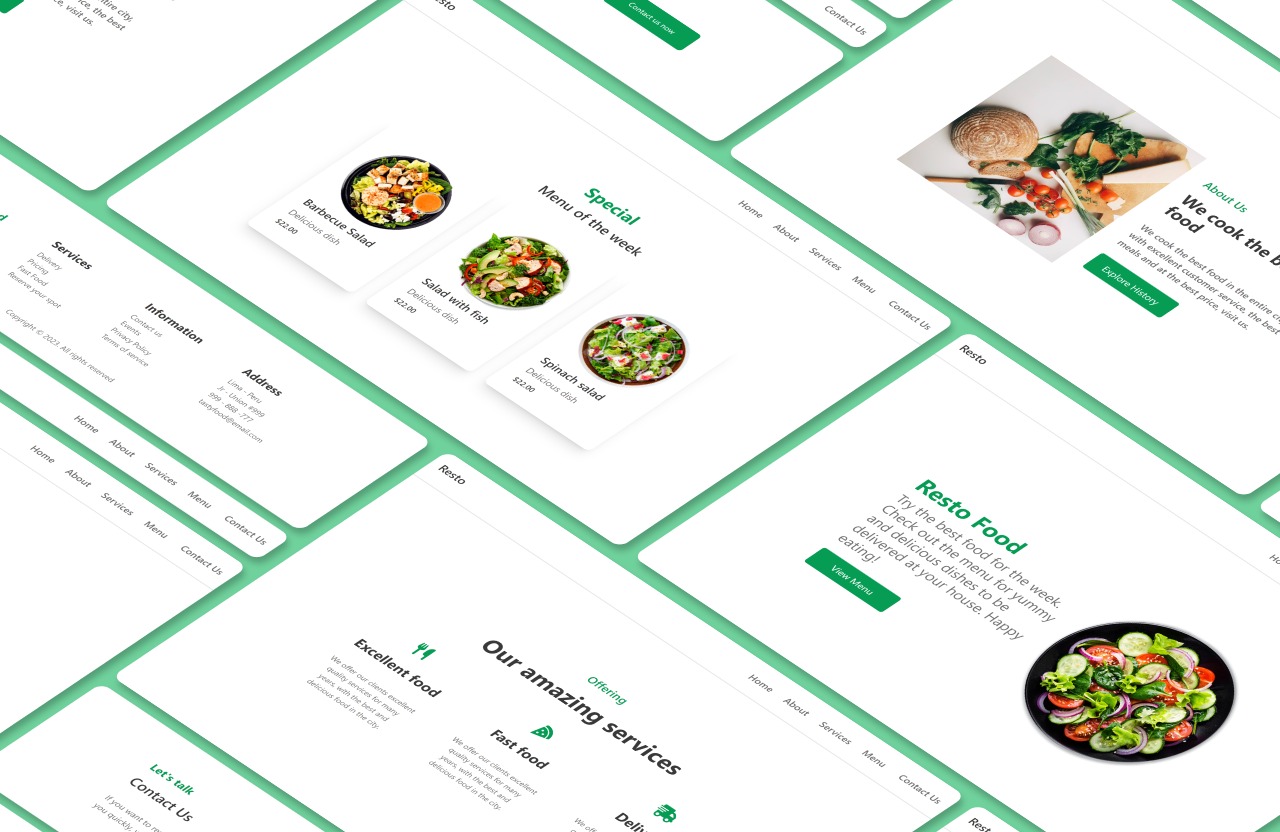 entire city,
ice, the best
e, visit us.
Contact us now
Contact Us
Special
Menu of the week
Barbecue Salad
Delicious dish
$22.00
Salad with fish
Delicious dish
$22.00
Spinach salad
Delicious dish
$22.00
Home
About
Services
Menu
Contact Us
About Us
We cook the b
food
We cook the best food in the entire
with excellent customer service, the bes
meals and at the best price, visit us.
Explore History
Services
Delivery
Pricing
Fast Food
Reserve your spot
Information
Contact us
Events
Privacy Policy
Terms of service
Address
Lima - Peru
Jr - Union #999
999 - 888 -777
tastyfood@email.com
Copyright © 2023. All rights reserved
Home
About
Services
Menu
Contact Us
Home
About
Services
Menu
Contact Us
Resto
Resto Food
Try the best food for the week.
Check out the menu for yummy
and delicious dishes to be
delivered at your house. Happy
eating!
View Menu
Resto
Home
About
Services
Menu
Contact Us
Offering
Our amazing services
Excellent food
We offer our clients excellent
quality services for many
years, with the best and
delicious food in the city.
Fast food
We offer our clients excellent
quality services for many
years, with the best and
delicious food in the city.
Deliv
We off
Let's talk
Contact Us
If you want to re
you quickly,
Resto